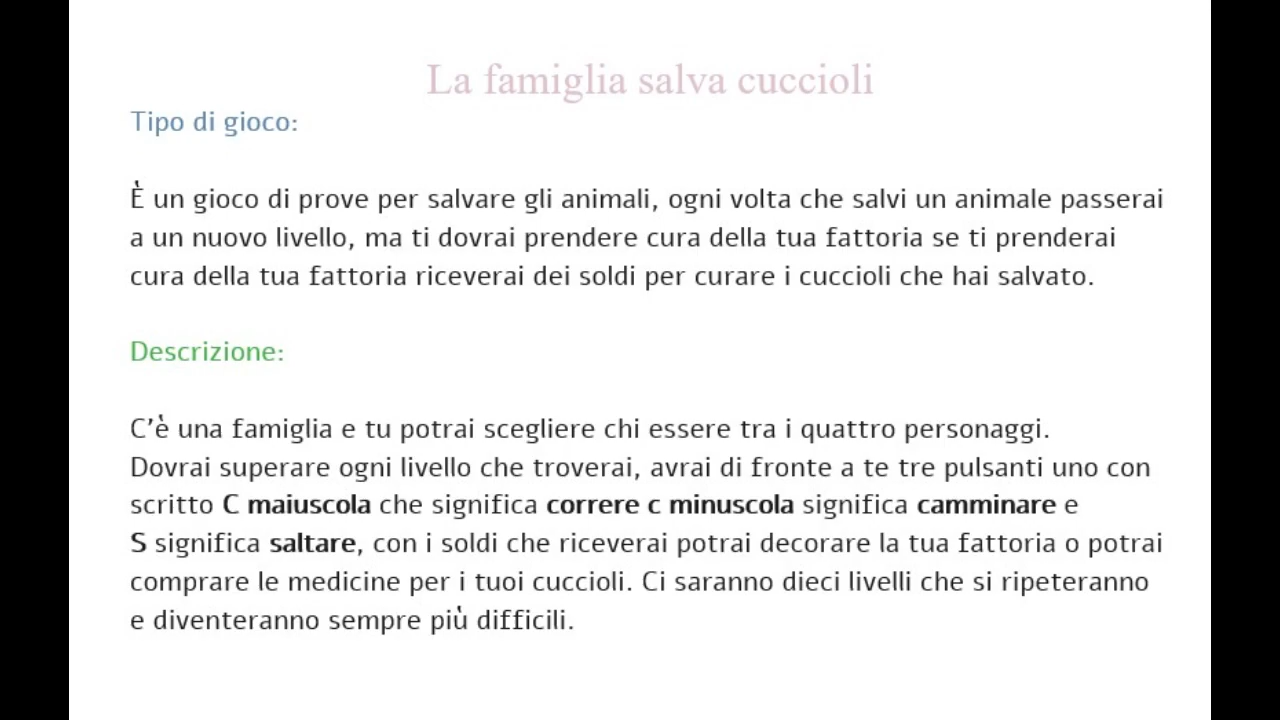 La famiglia salva cuccioli
Tipo di gioco:
È un gioco di prove per salvare gli animali, ogni volta che salvi un animale passerai
a un nuovo livello, ma ti dovrai prendere cura della tua fattoria se ti prenderai
cura della tua fattoria riceverai dei soldi per curare i cuccioli che hai salvato.
Descrizione:
C’è una famiglia e tu potrai scegliere chi essere tra i quattro personaggi.
Dovrai superare ogni livello che troverai, avrai di fronte a te tre pulsanti uno con
scritto C maiuscola che significa correre c minuscola significa camminare e
S significa saltare, con i soldi che riceverai potrai decorare la tua fattoria o potrai
comprare le medicine per i tuoi cuccioli. Ci saranno dieci livelli che si ripeteranno
e diventeranno sempre più difficili.